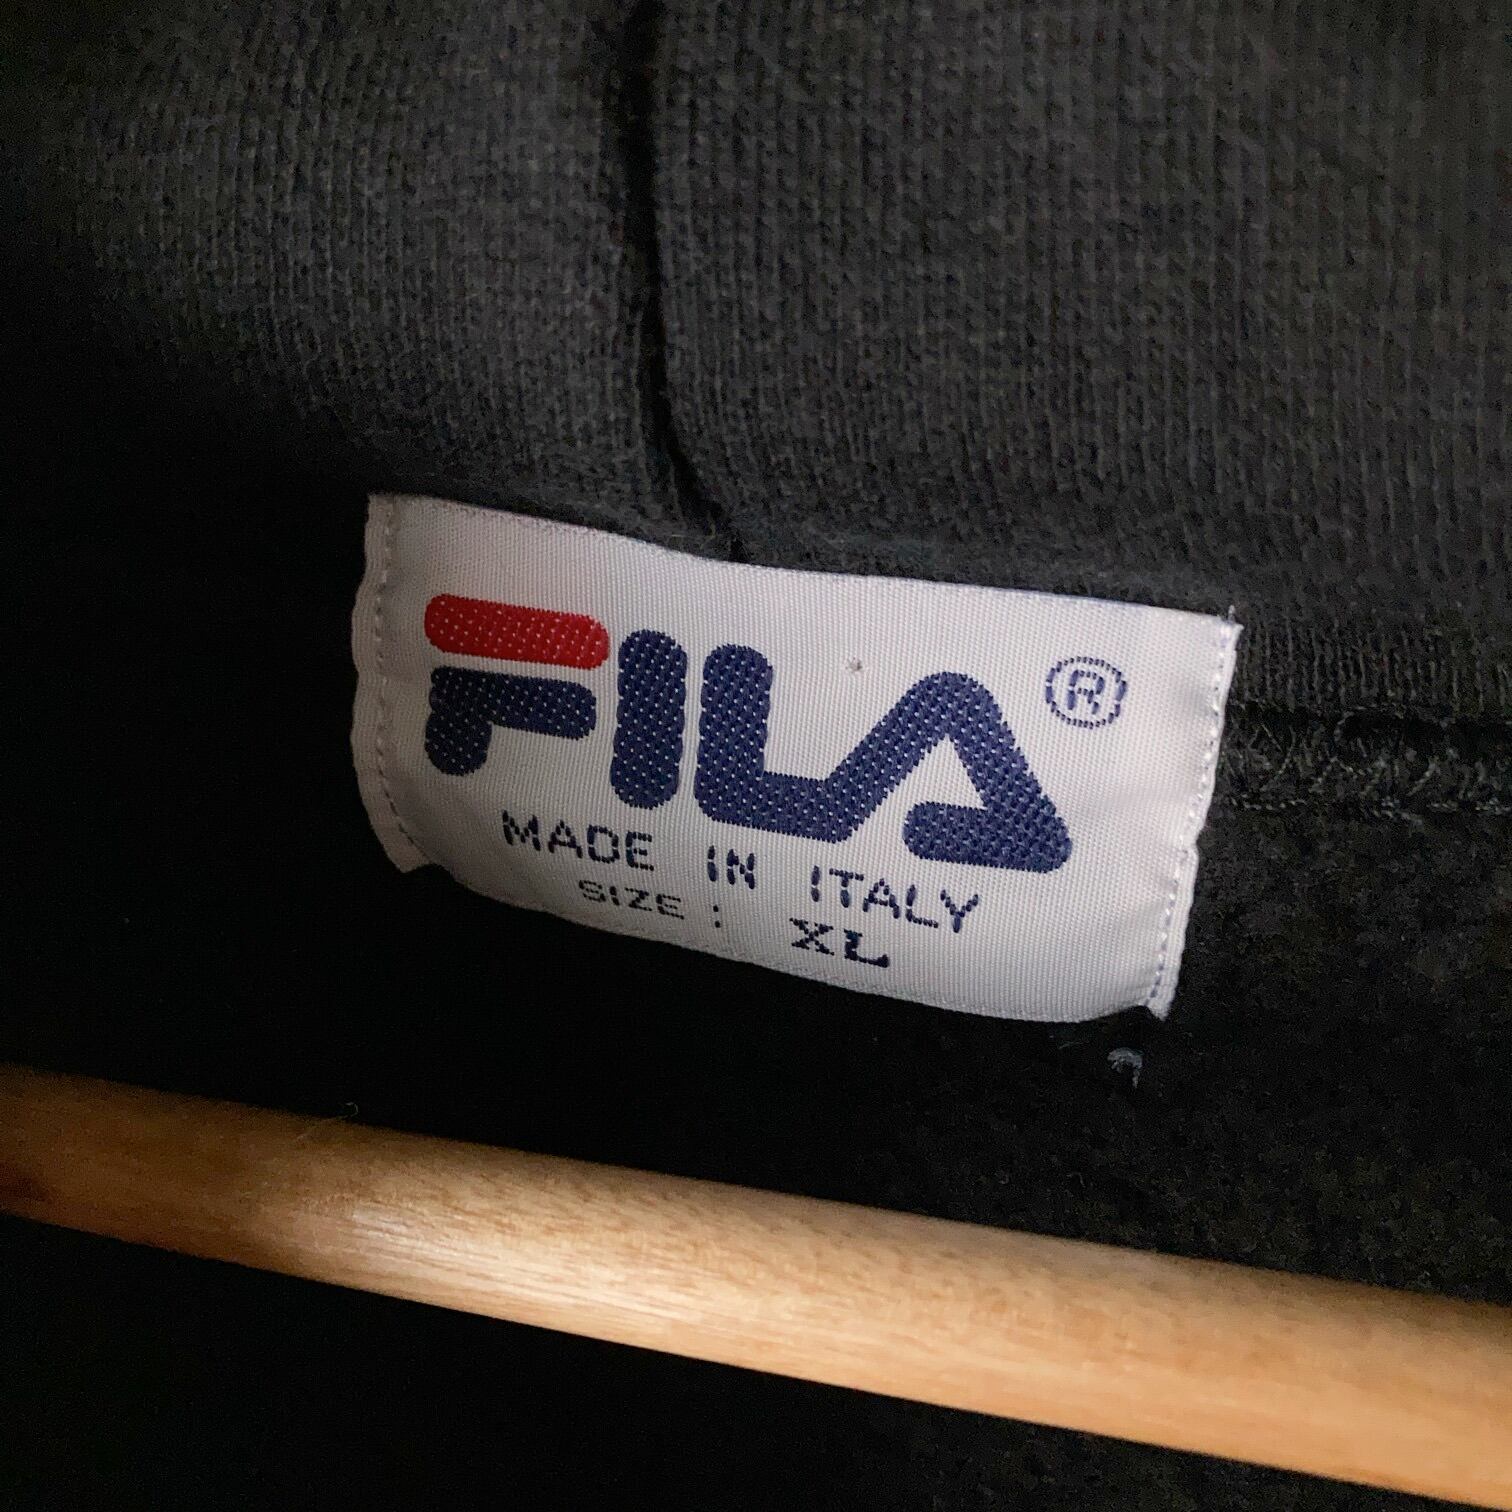 FILA ®
MADE IN ITALY
SIZE : XL